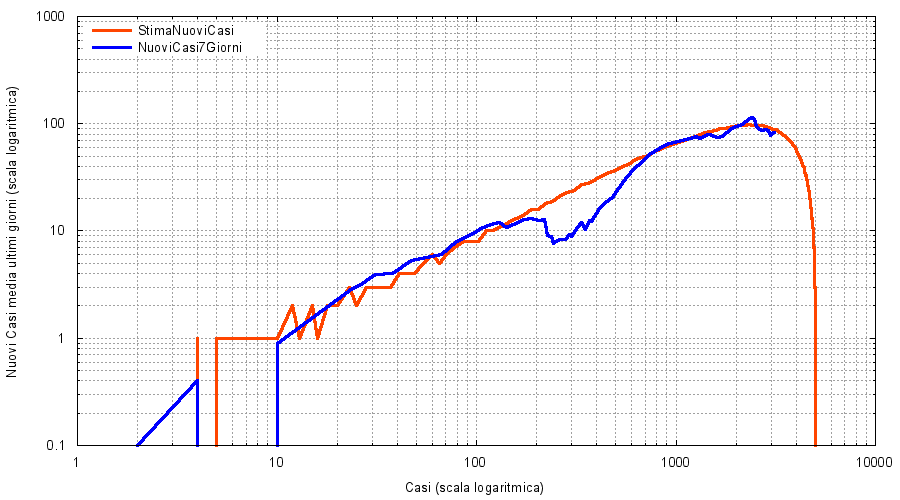 1000
StimaNuoviCasi
NuoviCasi7Giorni
100
10
1
0.1
1 10 100 1000 10000
Nuovi Casi media ultimi giorni (scala logaritmica)
Casi (scala logaritmica)